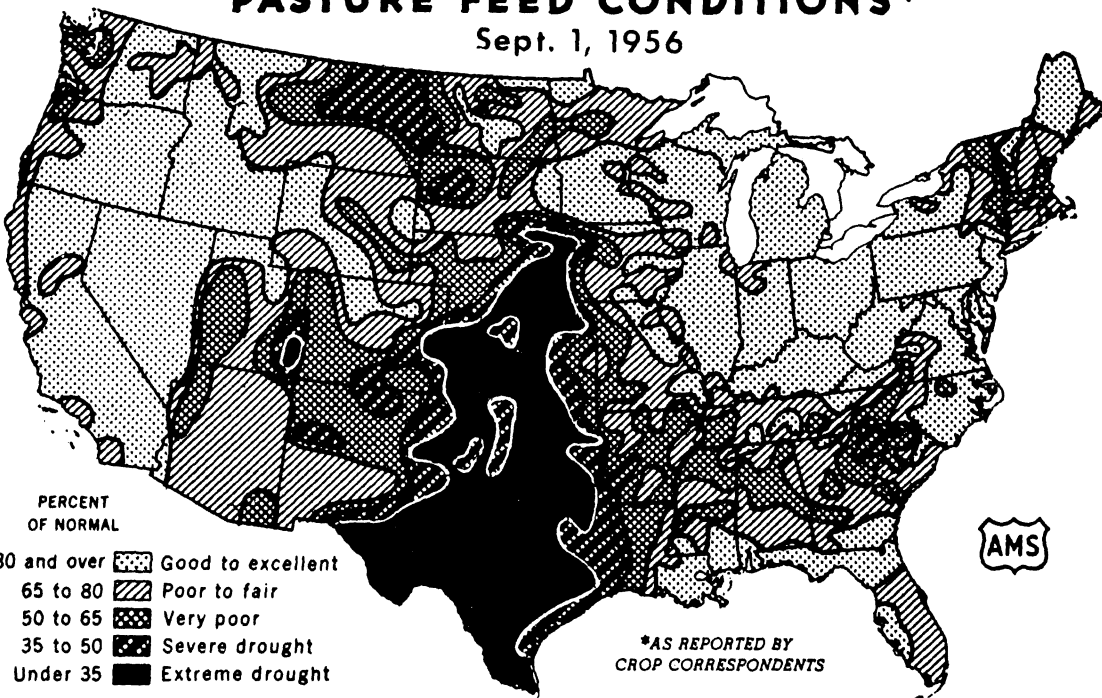 PASTURE FEED CONDITIONS*
Sept. 1, 1956
PERCENT
OF NORMAL
80 and over Good to excellent
65 to 80 Poor to fair
50 to 65 Very poor
35 to 50 Severe drought
Under 35 Extreme drought
AMS
*AS REPORTED BY
CROP CORRESPONDENTS